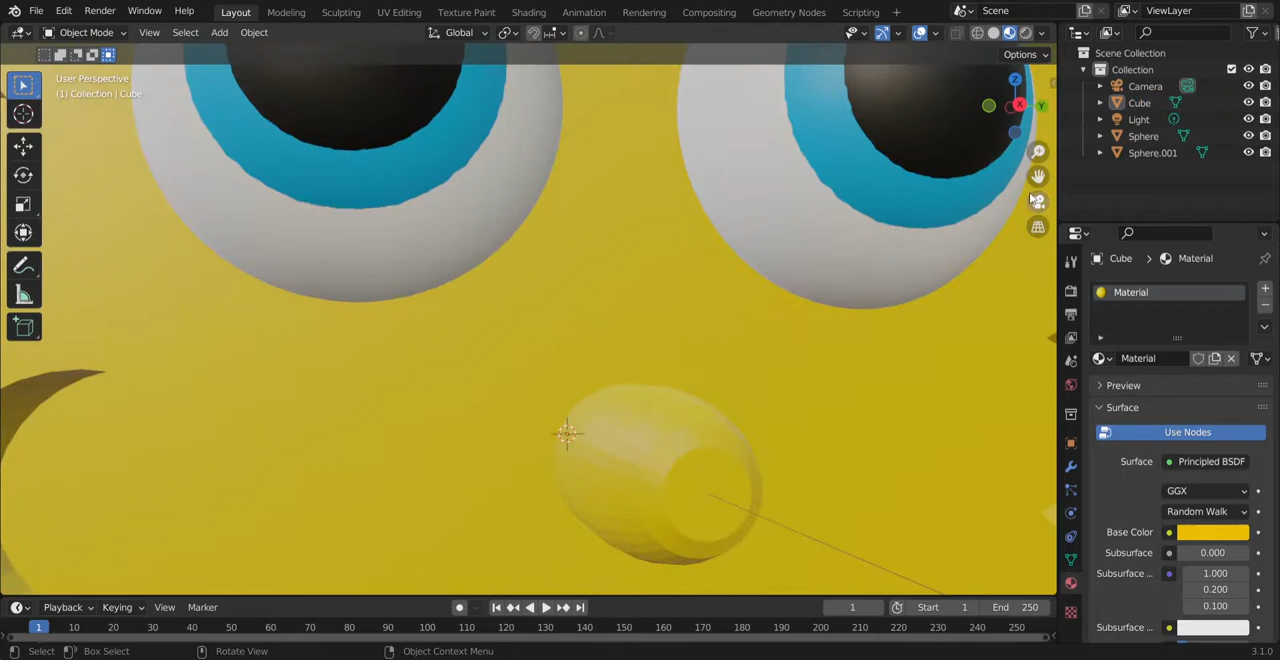 File Edit Render Window Help Layout Modeling Sculpting UV Editing Texture Paint Shading Animation Rendering Compositing Geometry Nodes Scripting + Scene ViewLayer
Object Mode View Select Add Object Global
Options
User Perspective
(1) Collection | Cube
Z
X
Y
Scene Collection
Collection
Camera
Cube
Light
Sphere
Sphere.001
Cube > Material
Material
Material
Preview
Surface
Use Nodes
Surface Principled BSDF
GGX
Random Walk
Base Color
Subsurface 0.000
Subsurface ... 1.000
0.200
0.100
Subsurface ...
Playback Keying View Marker 1 Start 1 End 250
1 10 20 30 40 50 60 70 80 90 100 110 120 130 140 150 160 170 180 190 200 210 220 230 240 250
Select Box Select Rotate View Object Context Menu 3.1.0